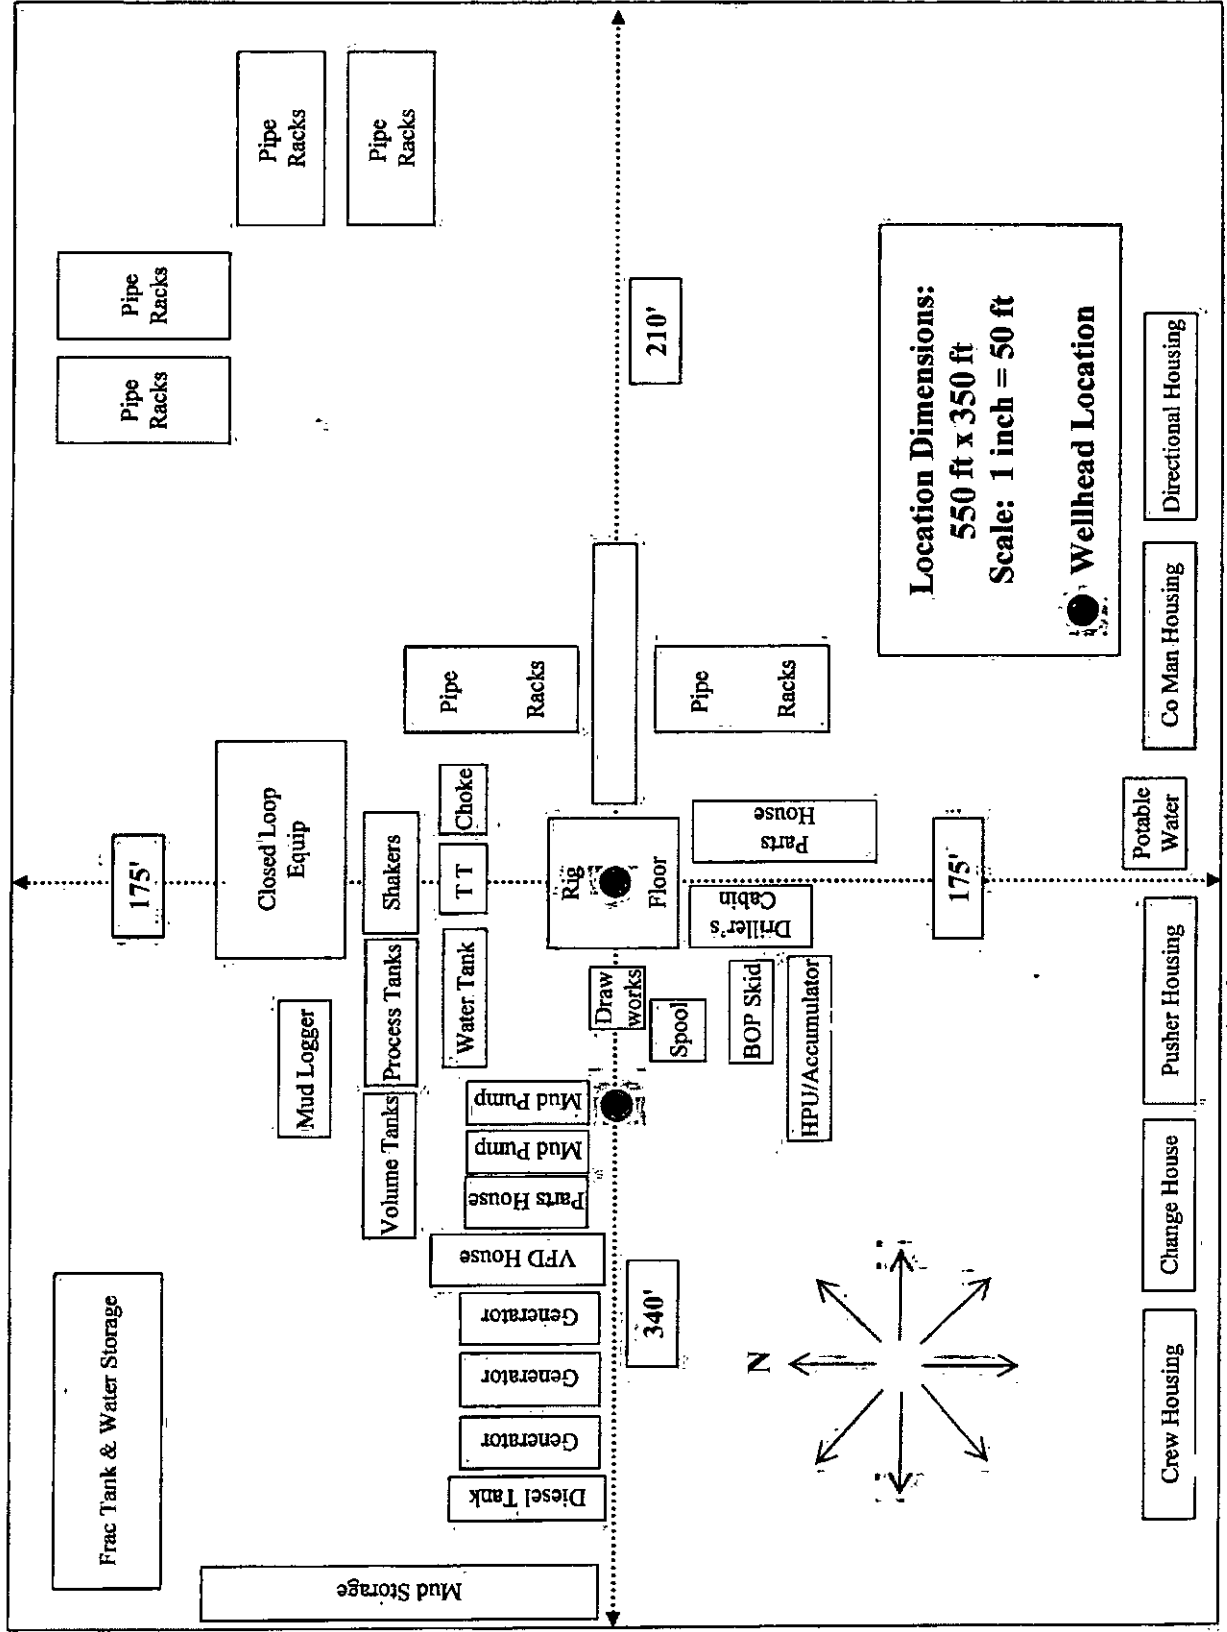 Frac Tank & Water Storage
Mud Storage
Diesel Tank
Generator
Generator
Generator
VFD House
Parts House
Mud Pump
Mud Pump
Volume Tanks
Process Tanks
Shakers
Mud Logger
Closed Loop
Equip
Water Tank
T T
Choke
175'
Pipe
Racks
Pipe
Racks
Pipe
Racks
Pipe
Racks
Pipe
Racks
Pipe
Racks
Rig
Floor
Draw
works
Spool
BOP Skid
HPU/Accumulator
Driller's
Cabin
Parts
House
340'
210'
175'
N
Location Dimensions:
550 ft x 350 ft
Scale: 1 inch = 50 ft
Wellhead Location
Crew Housing
Change House
Pusher Housing
Potable
Water
Co Man Housing
Directional Housing